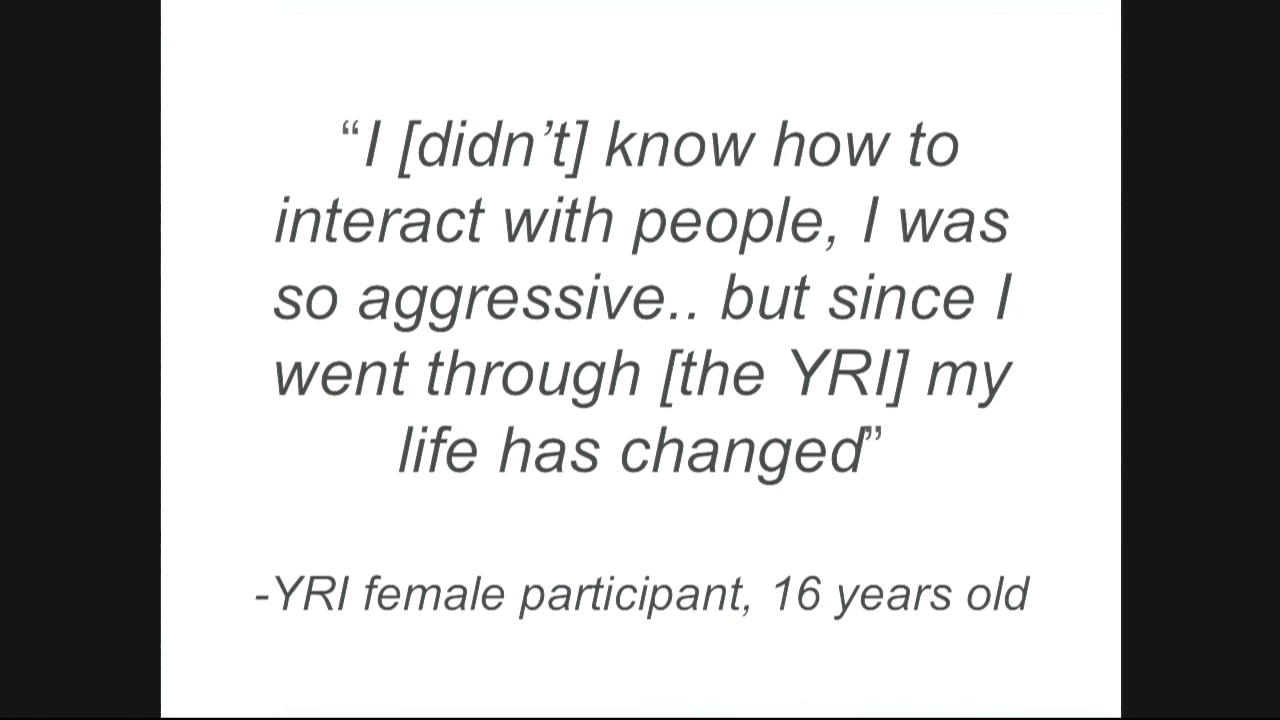 “I [didn’t] know how to
interact with people, I was
so aggressive.. but since I
went through [the YRI] my
life has changed”
-YRI female participant, 16 years old